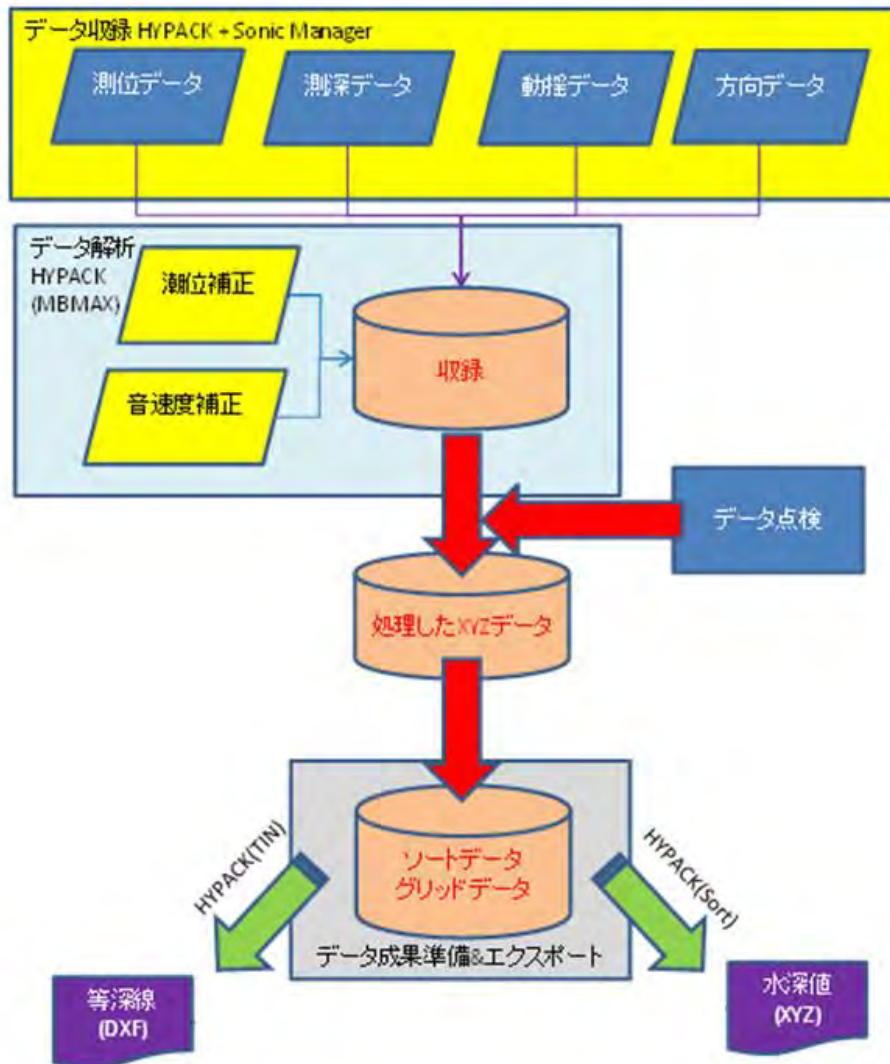 データ収録 HYPACK + Sonic Manager
測位データ
測深データ
動揺データ
方向データ
データ解析
HYPACK
(MBMAX)
潮位補正
音速度補正
収録
データ点検
処理したXYZデータ
ソートデータ
グリッドデータ
データ成果準備&エクスポート
HYPACK(TIN)
HYPACK(Sort)
等深線
(DXF)
水深値
(XYZ)